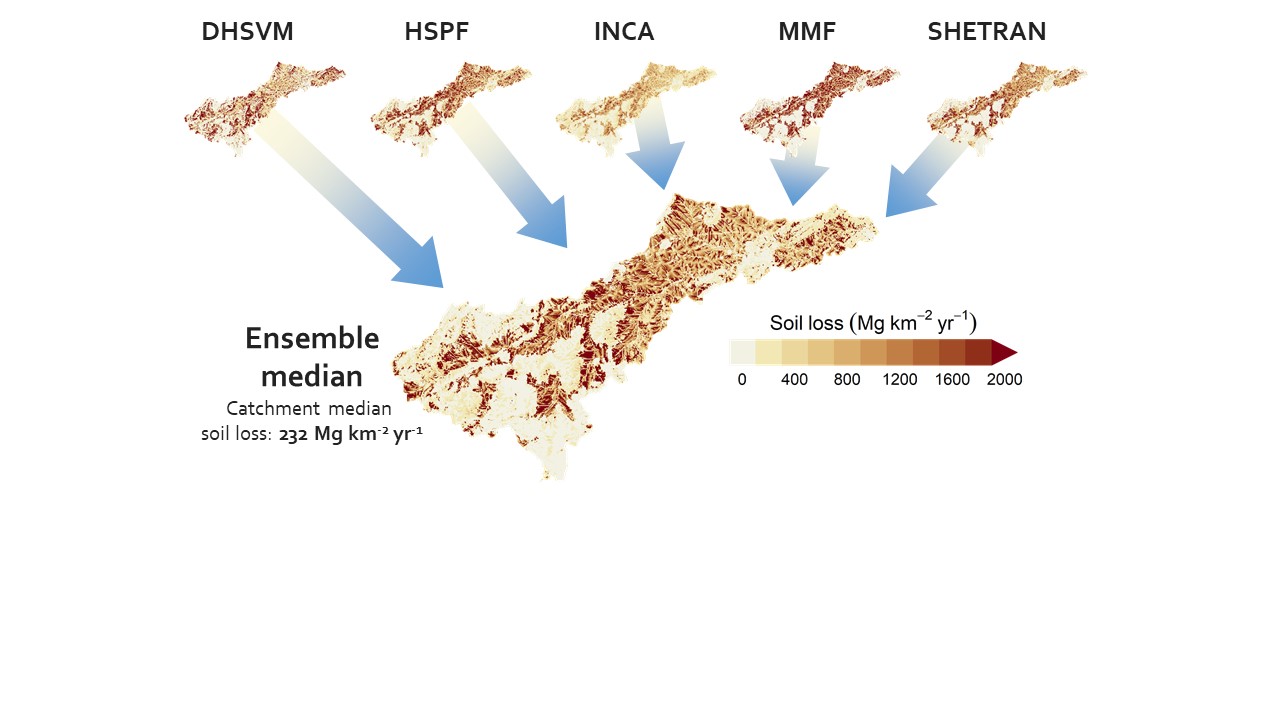 DHSVM HSPF INCA MMF SHETRAN
Ensemble
median
Catchment median
soil loss: 232 Mg km⁻² yr⁻¹
Soil loss (Mg km⁻² yr⁻¹)
0 400 800 1200 1600 2000